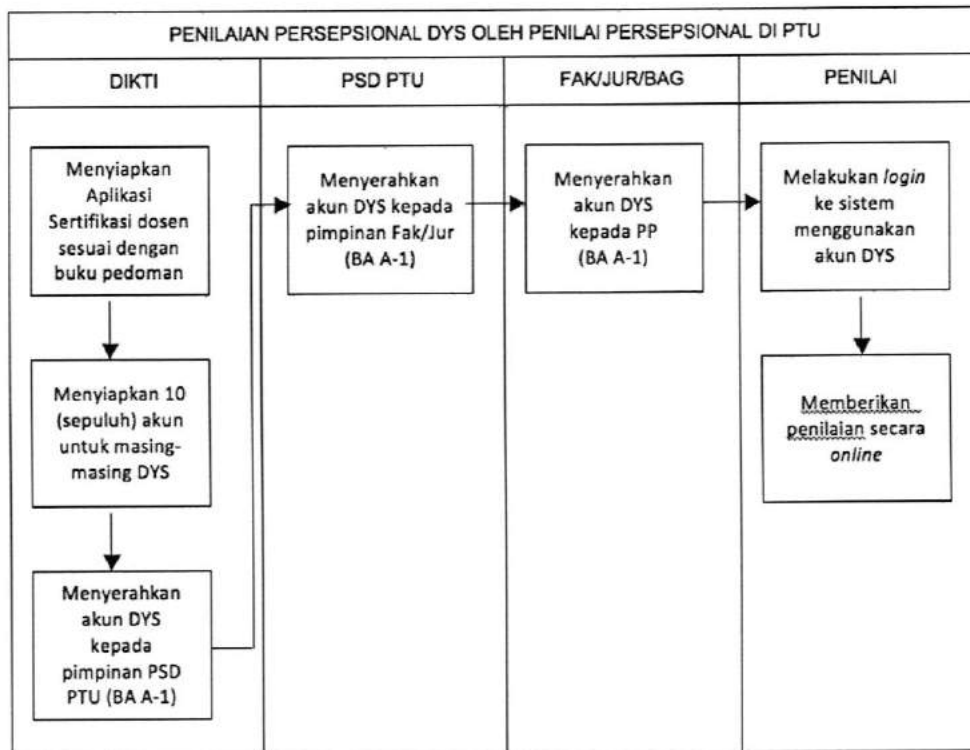 PENILAIAN PERSEPSIONAL DYS OLEH PENILAI PERSEPSIONAL DI PTU
DIKTI
PSD PTU
FAK/JUR/BAG
PENILAI
Menyiapkan
Aplikasi
Sertifikasi dosen
sesuai dengan
buku pedoman
Menyiapkan 10
(sepuluh) akun
untuk masing-
masing DYS
Menyerahkan
akun DYS
kepada
pimpinan PSD
PTU (BA A-1)
Menyerahkan
akun DYS kepada
pimpinan Fak/Jur
(BA A-1)
Menyerahkan
akun DYS
kepada PP
(BA A-1)
Melakukan login
ke sistem
menggunakan
akun DYS
Memberikan
penilaian secara
online